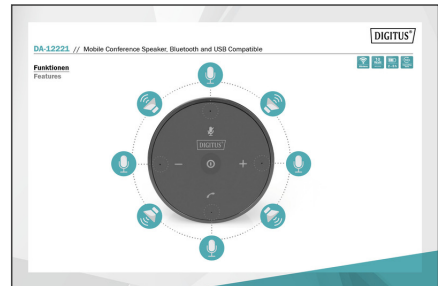 DIGITUS®
DA-12221 // Mobile Conference Speaker, Bluetooth and USB Compatible
Funktionen
Features
DIGITUS